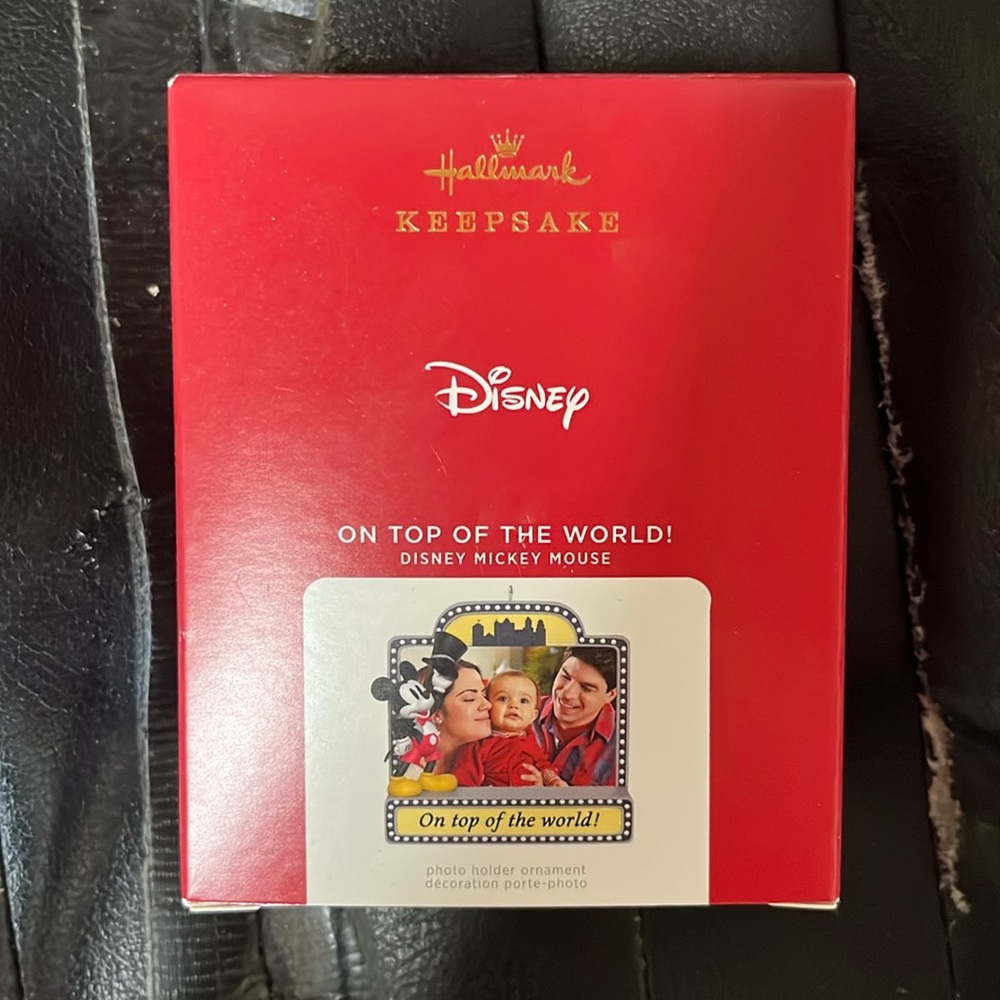 Hallmark
KEEPSAKE
Disney
ON TOP OF THE WORLD!
DISNEY MICKEY MOUSE
On top of the world!
photo holder ornament
décoration porte-photo